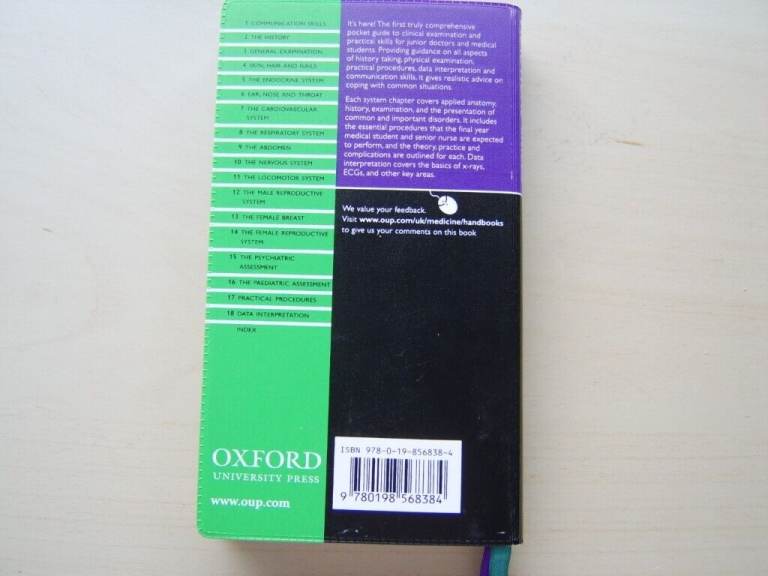 1 COMMUNICATION SKILLS
2 THE HISTORY
3 GENERAL EXAMINATION
4 SKIN, HAIR AND NAILS
5 THE ENDOCRINE SYSTEM
6 EAR, NOSE AND THROAT
7 THE CARDIOVASCULAR
SYSTEM
8 THE RESPIRATORY SYSTEM
9 THE ABDOMEN
10 THE NERVOUS SYSTEM
11 THE LOCOMOTOR SYSTEM
12 THE MALE REPRODUCTIVE
SYSTEM
13 THE FEMALE BREAST
14 THE FEMALE REPRODUCTIVE
SYSTEM
15 THE PSYCHIATRIC
ASSESSMENT
16 THE PAEDIATRIC ASSESSMENT
17 PRACTICAL PROCEDURES
18 DATA INTERPRETATION
INDEX
It's here! The first truly comprehensive
pocket guide to clinical examination and
practical skills for junior doctors and medical
students. Providing guidance on all aspects
of history taking, physical examination,
practical procedures, data interpretation and
communication skills, it gives realistic advice on
coping with common situations.
Each system chapter covers applied anatomy,
history, examination, and the presentation of
common and important disorders. It includes
the essential procedures that the final year
medical student and senior nurse are expected
to perform, and the theory, practice and
complications are outlined for each. Data
interpretation covers the basics of x-rays,
ECGs, and other key areas.
We value your feedback.
Visit www.oup.com/uk/medicine/handbooks
to give us your comments on this book
OXFORD
UNIVERSITY PRESS
www.oup.com
ISBN 978-0-19-856838-4
9 780198 568384